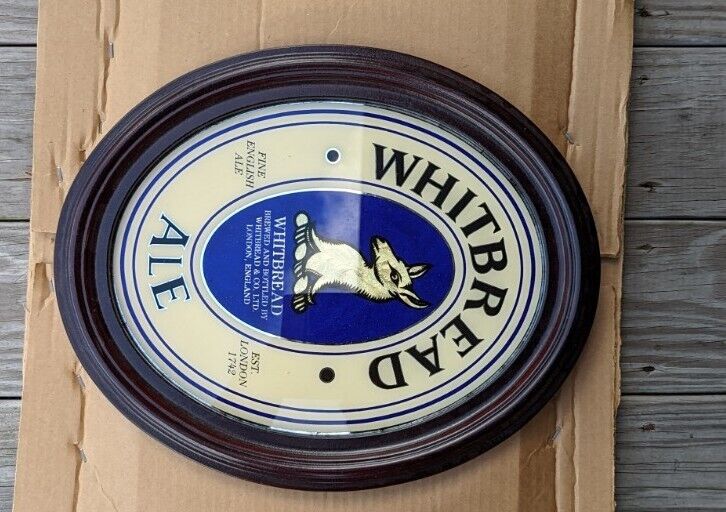 WHITBREAD
FINE
ENGLISH
ALE
WHITBREAD
BREWED AND BOTTLED BY
WHITBREAD & CO. LTD.
LONDON, ENGLAND
EST.
LONDON
1742
ALE